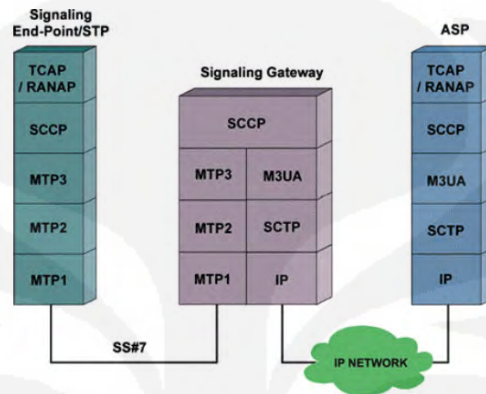 Signaling
End-Point/STP
TCAP
/ RANAP
SCCP
MTP3
MTP2
MTP1
Signaling Gateway
SCCP
MTP3
M3UA
MTP2
SCTP
MTP1
IP
ASP
TCAP
/ RANAP
SCCP
M3UA
SCTP
IP
SS#7
IP NETWORK